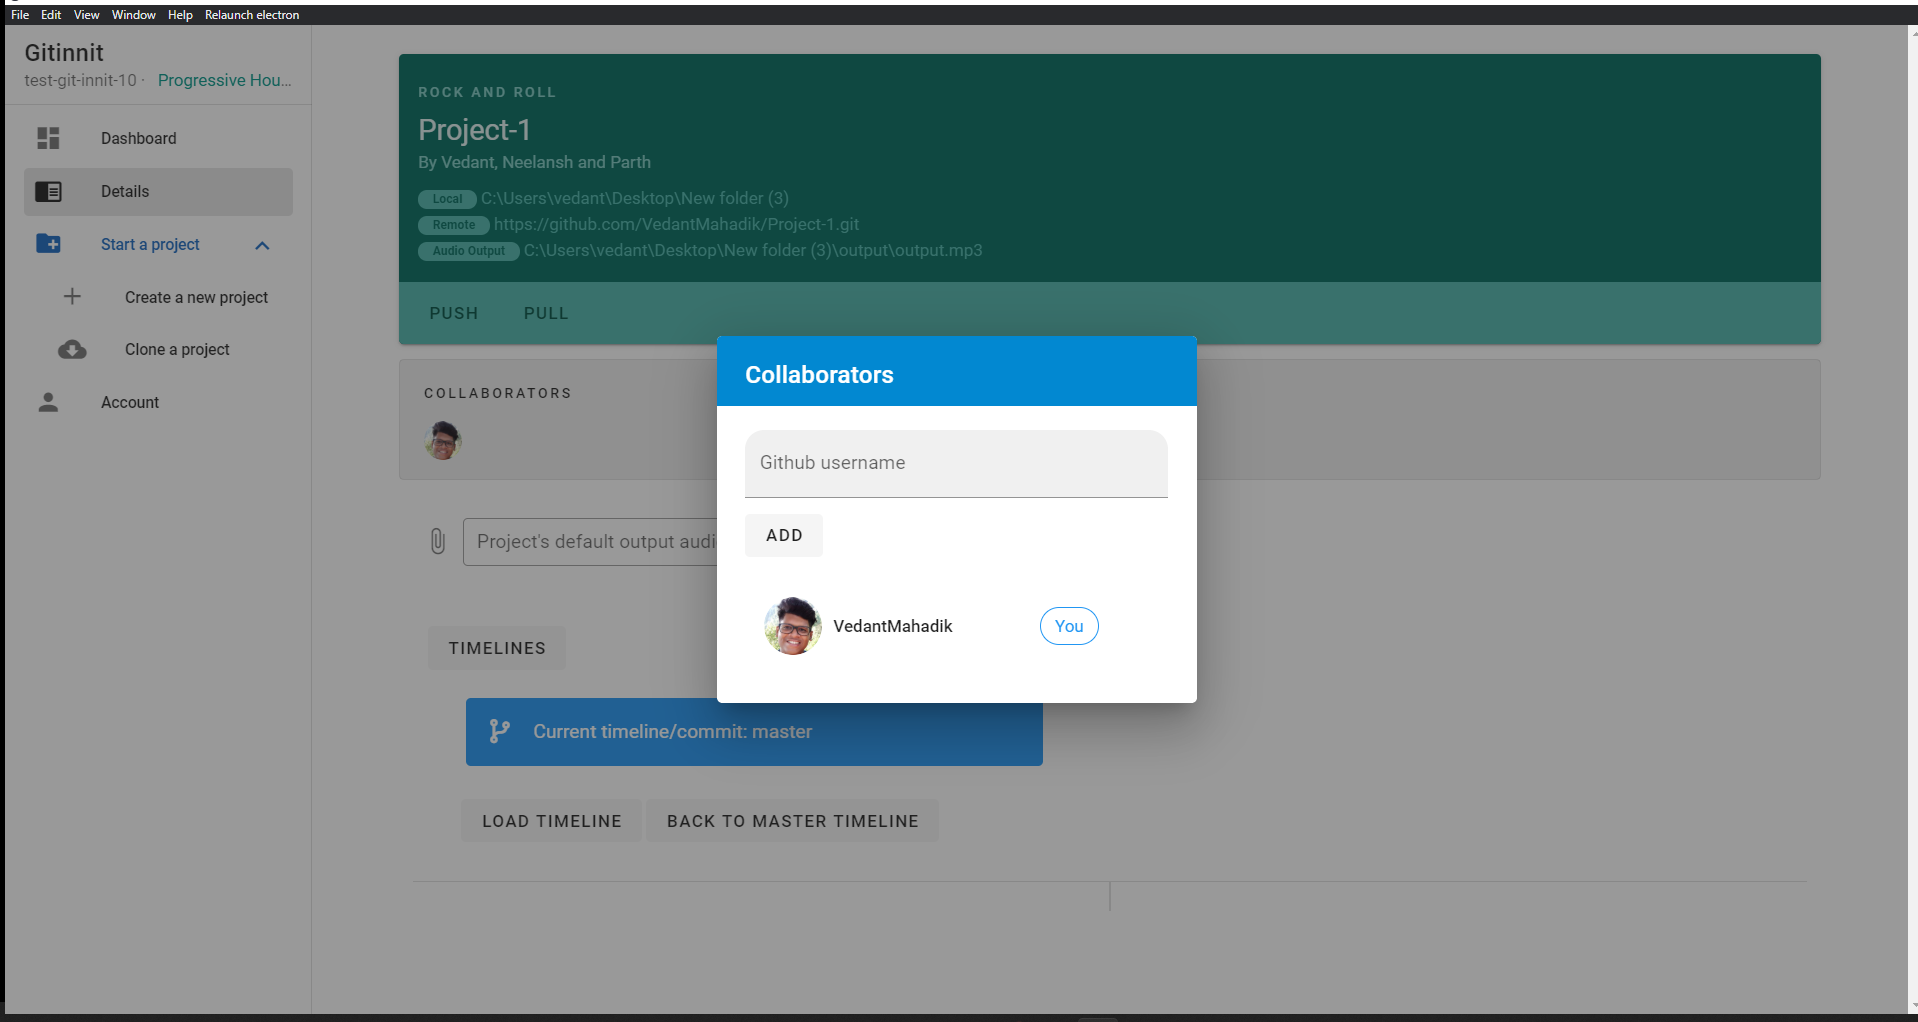 File Edit View Window Help Relaunch electron
Gitinnit
test-git-innit-10 · Progressive Hou...
Dashboard
Details
Start a project
Create a new project
Clone a project
Account
ROCK AND ROLL
Project-1
By Vedant, Neelansh and Parth
Local C:\Users\vedant\Desktop\New folder (3)
Remote https://github.com/VedantMahadik/Project-1.git
Audio Output C:\Users\vedant\Desktop\New folder (3)\output\output.mp3
PUSH PULL
COLLABORATORS
Collaborators
Github username
ADD
VedantMahadik You
Project's default output audi
TIMELINES
Current timeline/commit: master
LOAD TIMELINE BACK TO MASTER TIMELINE